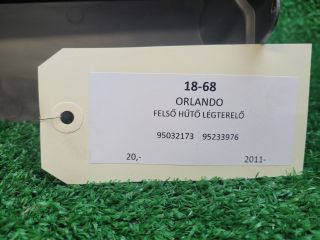 18-68
ORLANDO
FELSŐ HŰTŐ LÉGTERELŐ
95032173 95233976
20,- 2011-